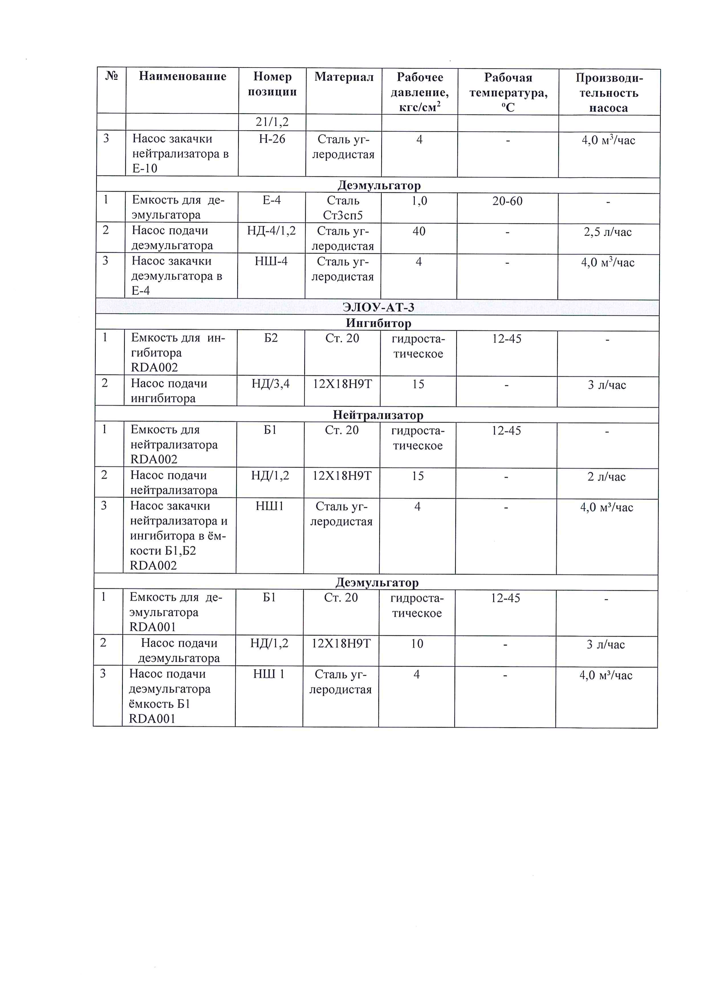 № Наименование Номер Материал Рабочее Рабочая Производи-
позиции давление, температура, тельность
кгс/см² ºС насоса
21/1,2
3 Насос закачки Н-26 Сталь уг- 4 - 4,0 м³/час
нейтрализатора в леродистая
Е-10
Деэмульгатор
1 Емкость для де- Е-4 Сталь 1,0 20-60 -
эмульгатора Ст3сп5
2 Насос подачи НД-4/1,2 Сталь уг- 40 - 2,5 л/час
деэмульгатора леродистая
3 Насос закачки НШ-4 Сталь уг- 4 - 4,0 м³/час
деэмульгатора в леродистая
Е-4
ЭЛОУ-АТ-3
Ингибитор
1 Емкость для ин- Б2 Ст. 20 гидроста- 12-45 -
гибитора тическое
RDA002
2 Насос подачи НД/3,4 12Х18Н9Т 15 - 3 л/час
ингибитора
Нейтрализатор
1 Емкость для Б1 Ст. 20 гидроста- 12-45 -
нейтрализатора тическое
RDA002
2 Насос подачи НД/1,2 12Х18Н9Т 15 - 2 л/час
нейтрализатора
3 Насос закачки НШ1 Сталь уг- 4 - 4,0 м³/час
нейтрализатора и леродистая
ингибитора в ём-
кости Б1,Б2
RDA002
Деэмульгатор
1 Емкость для де- Б1 Ст. 20 гидроста- 12-45 -
эмульгатора тическое
RDA001
2 Насос подачи НД/1,2 12Х18Н9Т 10 - 3 л/час
деэмульгатора
3 Насос подачи НШ 1 Сталь уг- 4 - 4,0 м³/час
деэмульгатора леродистая
ёмкость Б1
RDA001